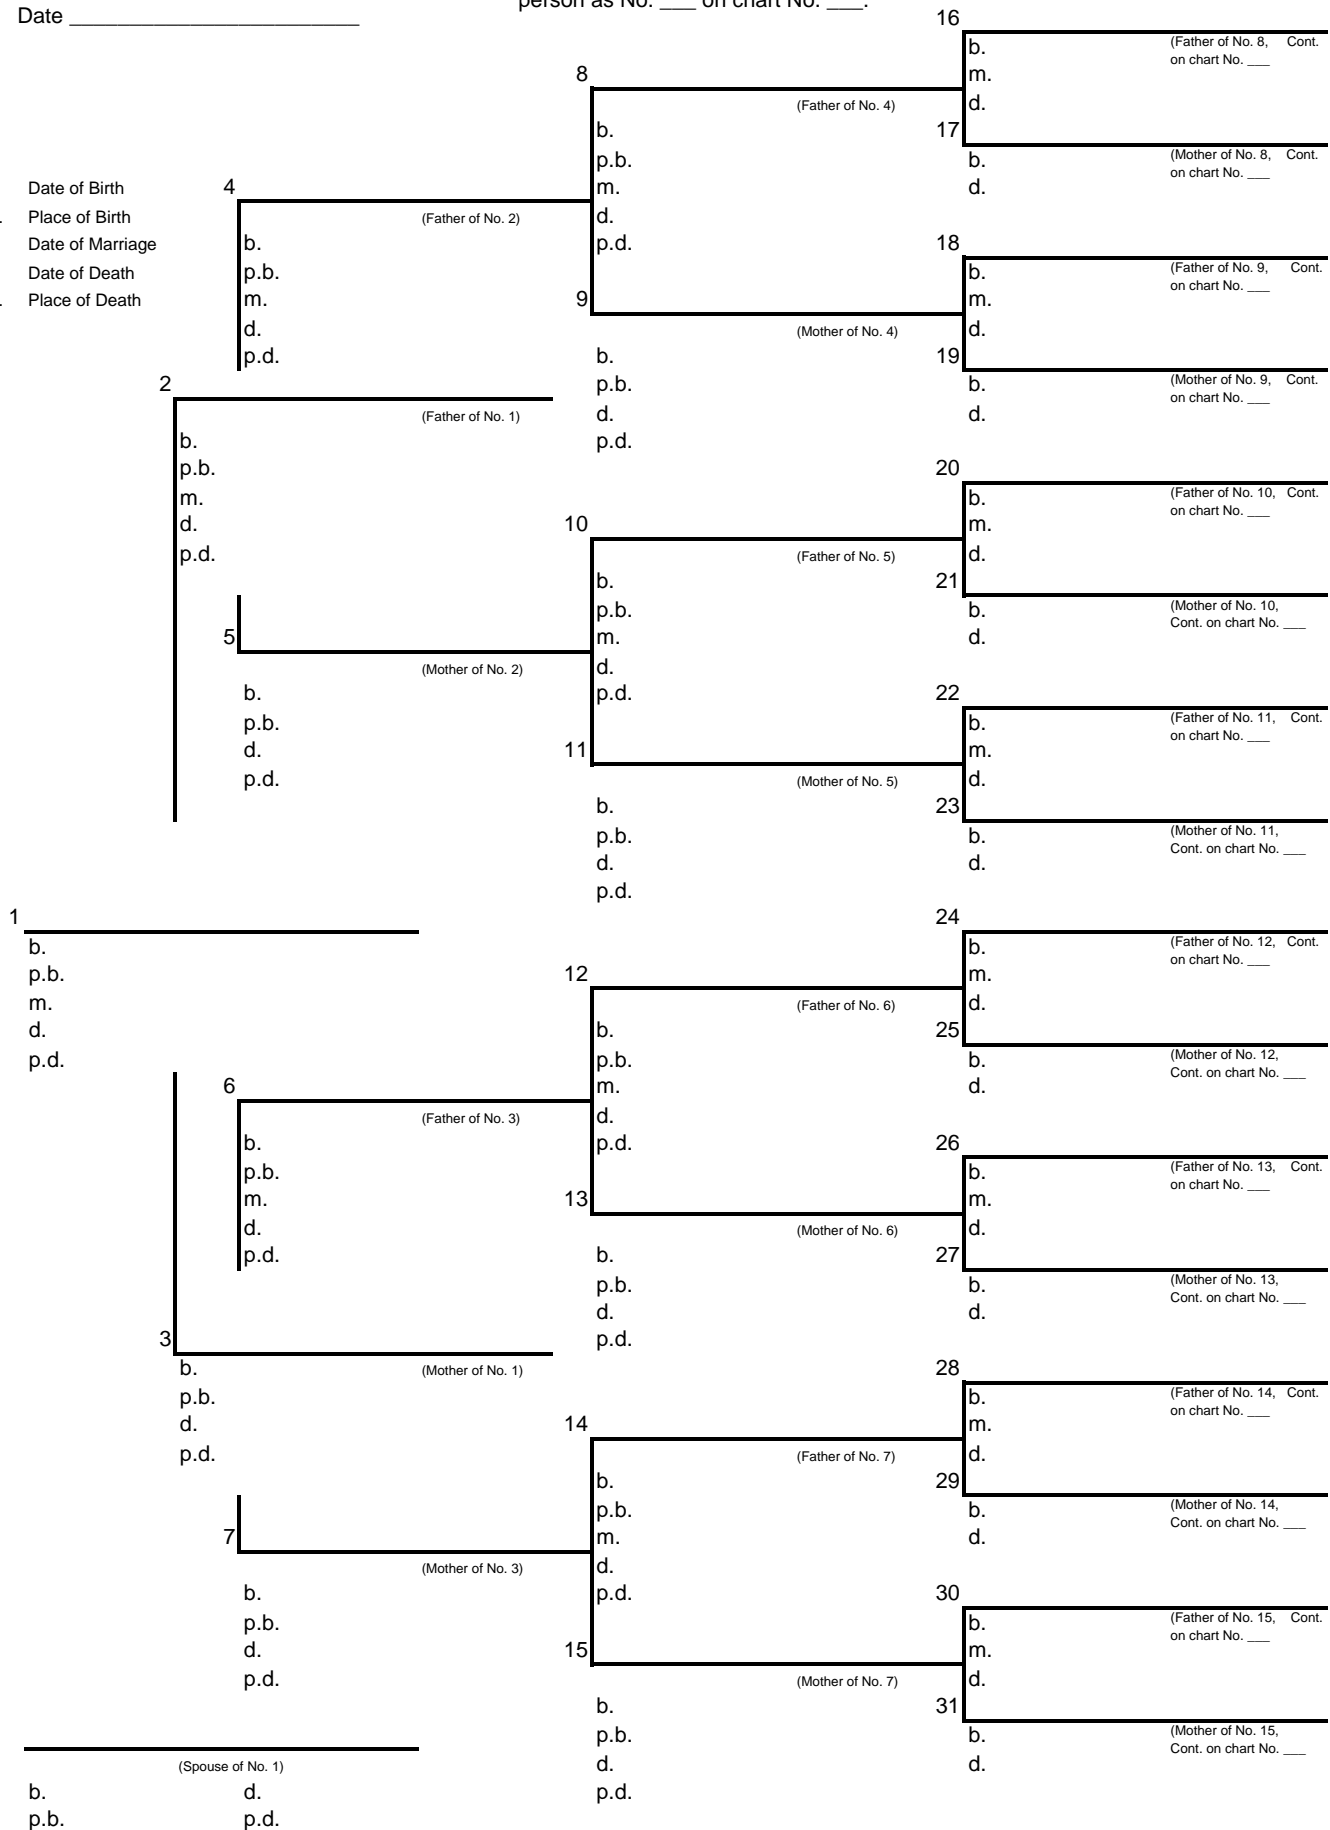 person as No. ___ on chart No. ___.
Date ________________________
16
b.
m.
d.
(Father of No. 8, Cont.
on chart No. ___
8
(Father of No. 4)
b.
p.b.
m.
d.
p.d.
17
b.
d.
(Mother of No. 8, Cont.
on chart No. ___
Date of Birth
. Place of Birth
Date of Marriage
Date of Death
. Place of Death
4
(Father of No. 2)
b.
p.b.
m.
d.
p.d.
18
b.
m.
d.
(Father of No. 9, Cont.
on chart No. ___
9
(Mother of No. 4)
b.
p.b.
d.
p.d.
19
b.
d.
(Mother of No. 9, Cont.
on chart No. ___
2
(Father of No. 1)
b.
p.b.
m.
d.
p.d.
20
b.
m.
d.
(Father of No. 10, Cont.
on chart No. ___
10
(Father of No. 5)
b.
p.b.
m.
d.
p.d.
21
b.
d.
(Mother of No. 10,
Cont. on chart No. ___
5
(Mother of No. 2)
b.
p.b.
d.
p.d.
22
b.
m.
d.
(Father of No. 11, Cont.
on chart No. ___
11
(Mother of No. 5)
b.
p.b.
d.
p.d.
23
b.
d.
(Mother of No. 11,
Cont. on chart No. ___
1
b.
p.b.
m.
d.
p.d.
24
b.
m.
d.
(Father of No. 12, Cont.
on chart No. ___
12
(Father of No. 6)
b.
p.b.
m.
d.
p.d.
25
b.
d.
(Mother of No. 12,
Cont. on chart No. ___
6
(Father of No. 3)
b.
p.b.
m.
d.
p.d.
26
b.
m.
d.
(Father of No. 13, Cont.
on chart No. ___
13
(Mother of No. 6)
b.
p.b.
d.
p.d.
27
b.
d.
(Mother of No. 13,
Cont. on chart No. ___
3
(Mother of No. 1)
b.
p.b.
d.
p.d.
28
b.
m.
d.
(Father of No. 14, Cont.
on chart No. ___
14
(Father of No. 7)
b.
p.b.
m.
d.
p.d.
29
b.
d.
(Mother of No. 14,
Cont. on chart No. ___
7
(Mother of No. 3)
b.
p.b.
d.
p.d.
30
b.
m.
d.
(Father of No. 15, Cont.
on chart No. ___
15
(Mother of No. 7)
b.
p.b.
d.
p.d.
31
b.
d.
(Mother of No. 15,
Cont. on chart No. ___
(Spouse of No. 1)
b. d.
p.b. p.d.